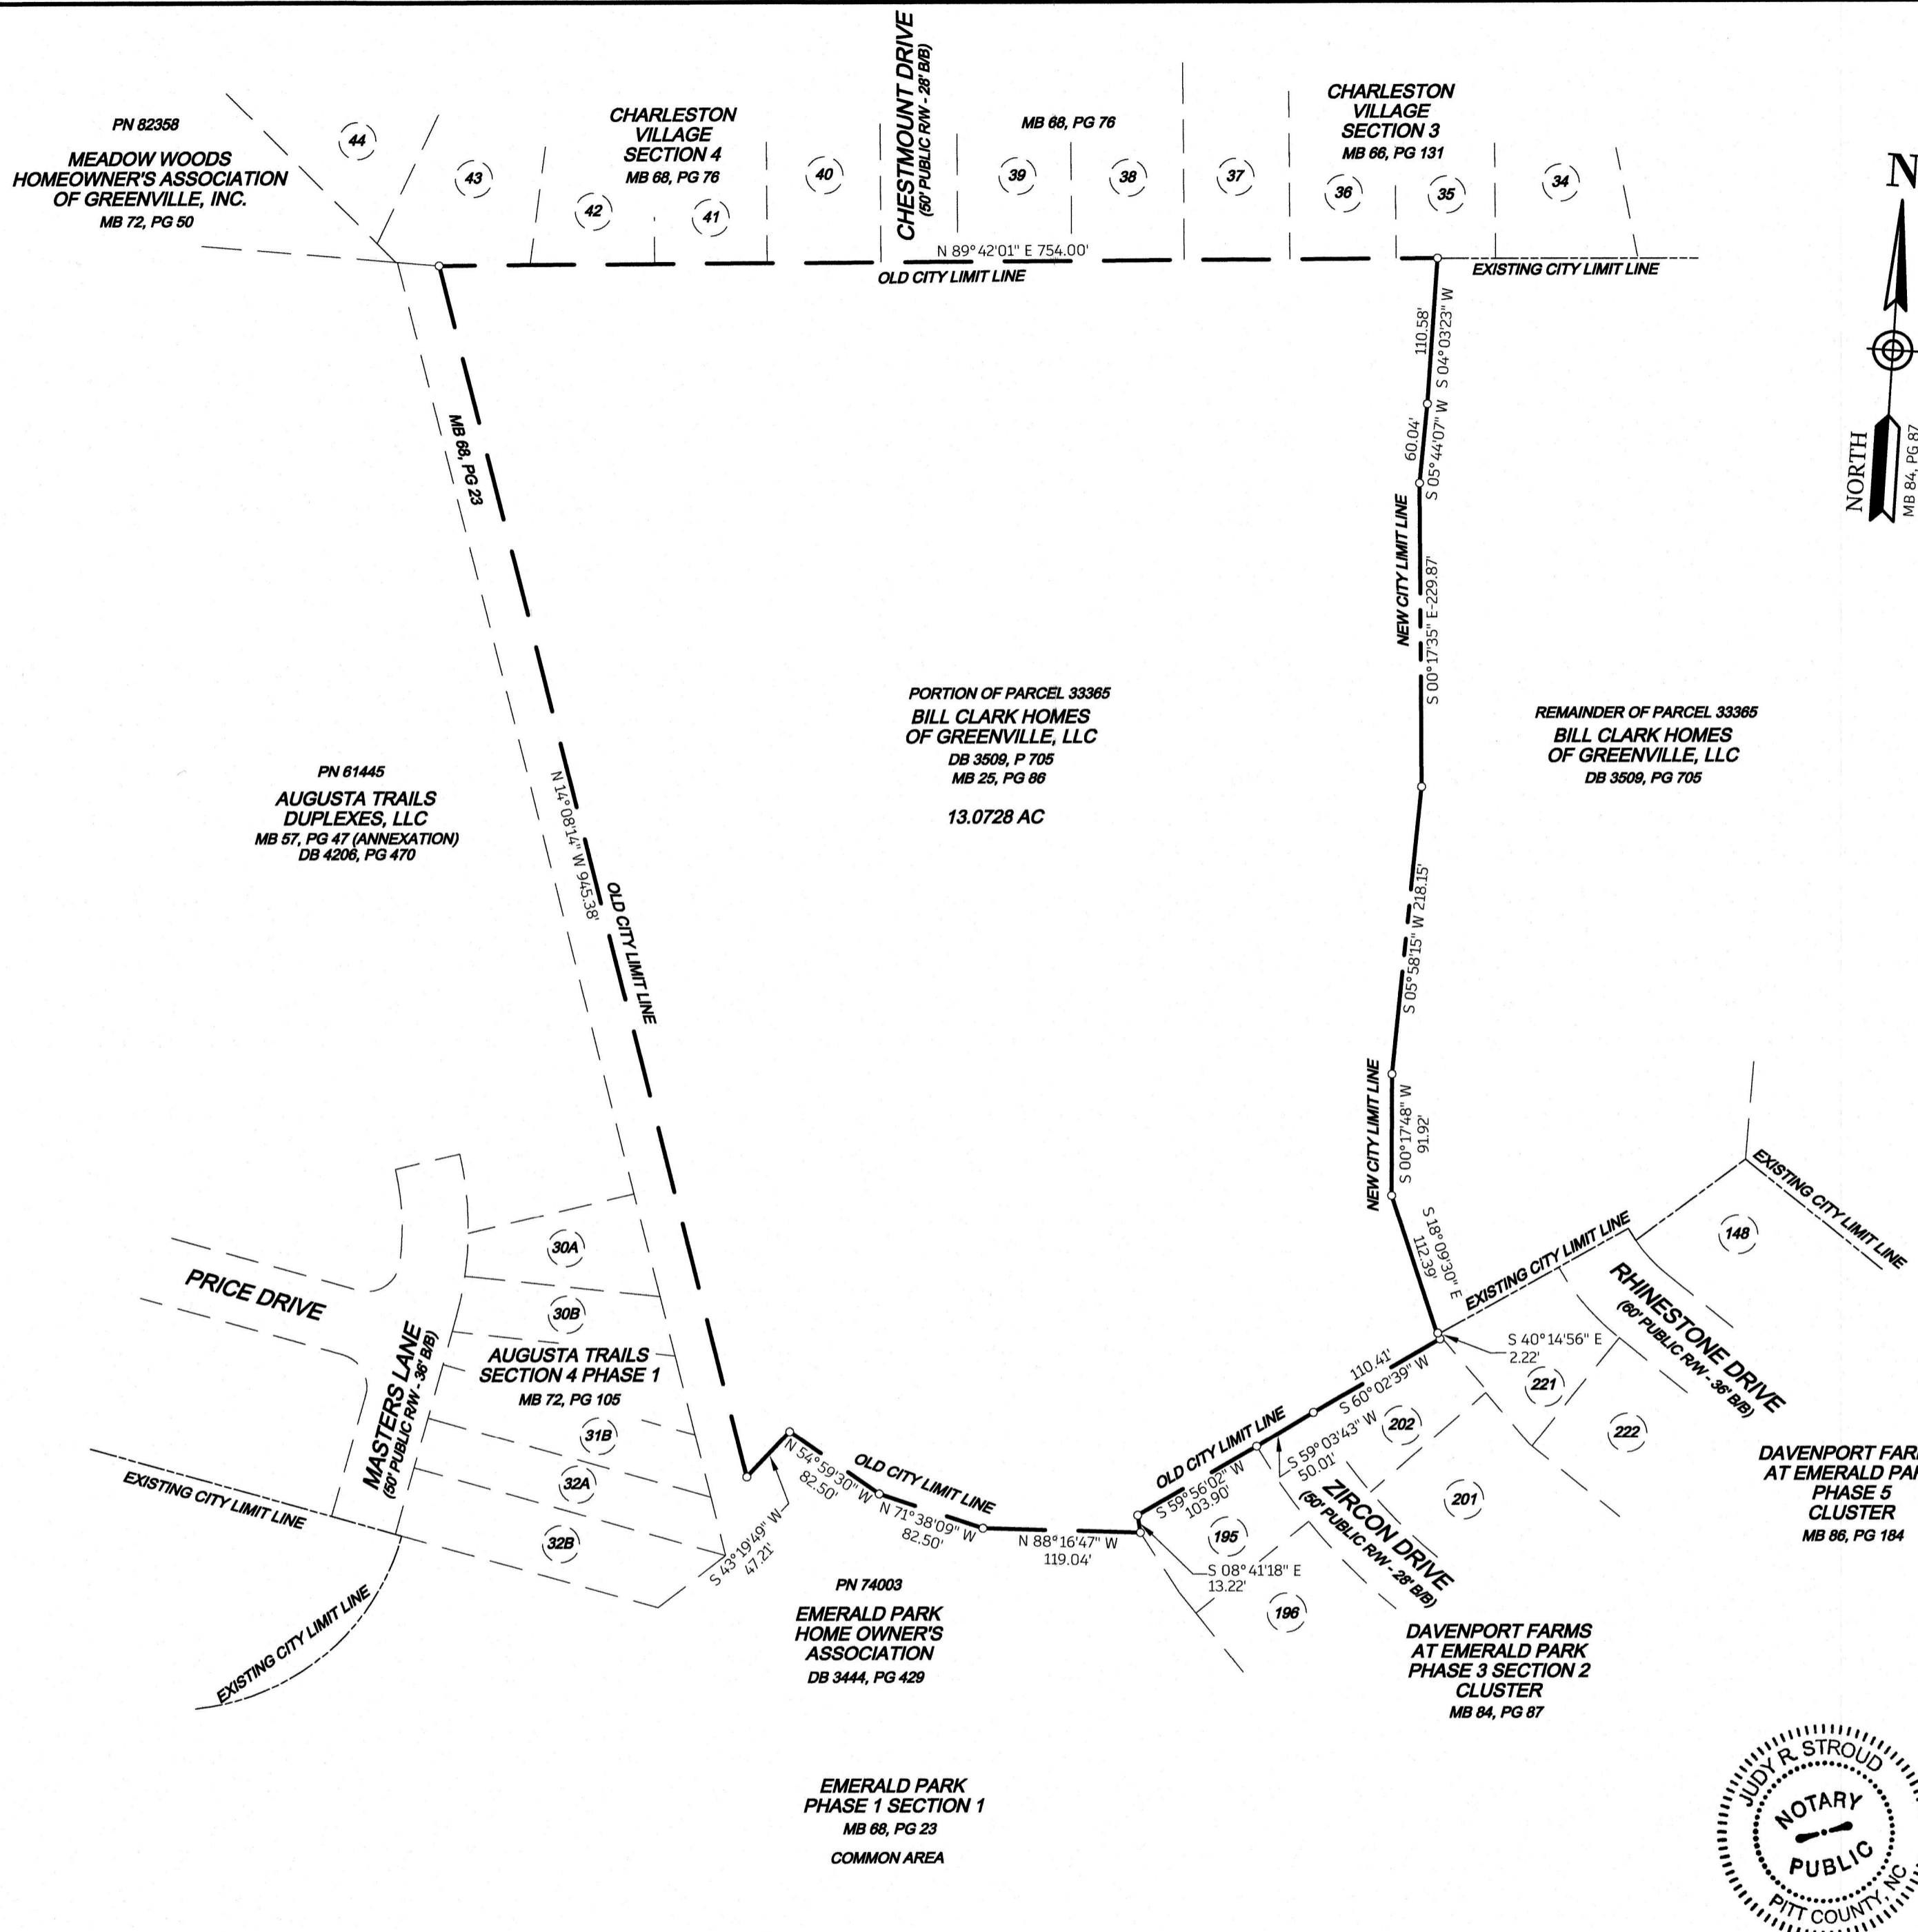 PN 82358
MEADOW WOODS
HOMEOWNER'S ASSOCIATION
OF GREENVILLE, INC.
MB 72, PG 50
44
43
CHARLESTON
VILLAGE
SECTION 4
MB 68, PG 76
42
41
40
CHESTMOUNT DRIVE
(50' PUBLIC R/W - 28' B/B)
MB 68, PG 76
39
38
37
CHARLESTON
VILLAGE
SECTION 3
MB 66, PG 131
36
35
34
N
NORTH
MB 84, PG 87
N 89°42'01" E 754.00'
OLD CITY LIMIT LINE
EXISTING CITY LIMIT LINE
110.58'
S 04°03'23" W
60.04'
S 05°44'07" W
NEW CITY LIMIT LINE
S 00°17'35" E-229.87'
MB 68, PG 23
N 14°08'14" W 945.38'
OLD CITY LIMIT LINE
PORTION OF PARCEL 33365
BILL CLARK HOMES
OF GREENVILLE, LLC
DB 3509, P 705
MB 25, PG 86
13.0728 AC
REMAINDER OF PARCEL 33365
BILL CLARK HOMES
OF GREENVILLE, LLC
DB 3509, PG 705
PN 61445
AUGUSTA TRAILS
DUPLEXES, LLC
MB 57, PG 47 (ANNEXATION)
DB 4206, PG 470
S 05°58'15" W 218.15'
NEW CITY LIMIT LINE
S 00°17'48" W
91.92'
S 18°09'30" E
112.39'
EXISTING CITY LIMIT LINE
EXISTING CITY LIMIT LINE
148
RHINESTONE DRIVE
(60' PUBLIC R/W - 36' B/B)
S 40°14'56" E
2.22'
221
222
110.41'
S 60°02'39" W
202
S 59°03'43" W
50.01'
201
OLD CITY LIMIT LINE
S 59°56'02" W
103.90'
195
ZIRCON DRIVE
(50' PUBLIC R/W - 28' B/B)
S 08°41'18" E
13.22'
196
PRICE DRIVE
MASTERS LANE
(50' PUBLIC R/W - 36' B/B)
30A
30B
AUGUSTA TRAILS
SECTION 4 PHASE 1
MB 72, PG 105
31B
32A
32B
EXISTING CITY LIMIT LINE
EXISTING CITY LIMIT LINE
S 43°19'49" W
47.21'
N 54°59'30" W
82.50'
OLD CITY LIMIT LINE
N 71°38'09" W
82.50'
N 88°16'47" W
119.04'
PN 74003
EMERALD PARK
HOME OWNER'S
ASSOCIATION
DB 3444, PG 429
EMERALD PARK
PHASE 1 SECTION 1
MB 68, PG 23
COMMON AREA
DAVENPORT FARMS
AT EMERALD PARK
PHASE 3 SECTION 2
CLUSTER
MB 84, PG 87
DAVENPORT FAR
AT EMERALD PA
PHASE 5
CLUSTER
MB 86, PG 184
JUDY R. STROUD
NOTARY
PUBLIC
PITT COUNTY, NC